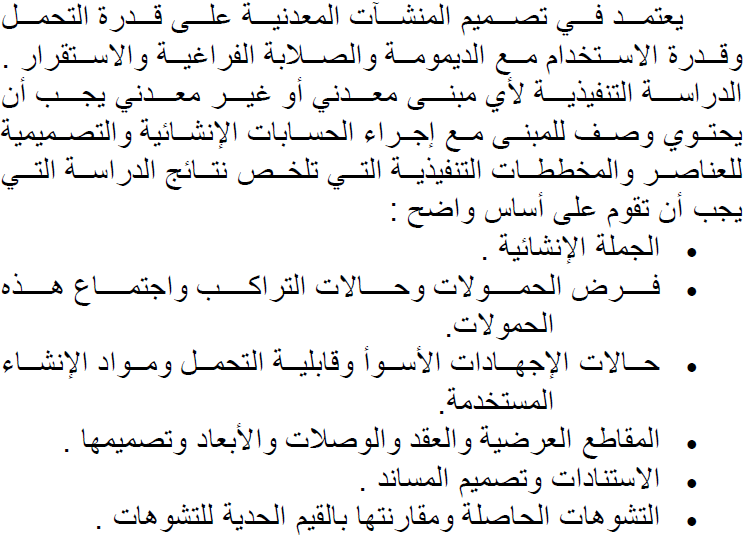 يعتمد في تصميم المنشآت المعدنية على قدرة التحمل
وقدرة الاستخدام مع الديمومة والصلابة الفراغية والاستقرار .
الدراسة التنفيذية لأي مبنى معدني أو غير معدني يجب أن
يحتوي وصف للمبنى مع إجراء الحسابات الإنشائية والتصميمية
للعناصر والمخططات التنفيذية التي تلخص نتائج الدراسة التي
يجب أن تقوم على أساس واضح :
• الجملة الإنشائية .
• فرض الحمولات وحالات التراكب واجتماع هذه
الحمولات.
• حالات الإجهادات الأسوأ وقابلية التحمل ومواد الإنشاء
المستخدمة.
• المقاطع العرضية والعقد والوصلات والأبعاد وتصميمها .
• الاستنادات وتصميم المساند .
• التشوهات الحاصلة ومقارنتها بالقيم الحدية للتشوهات .